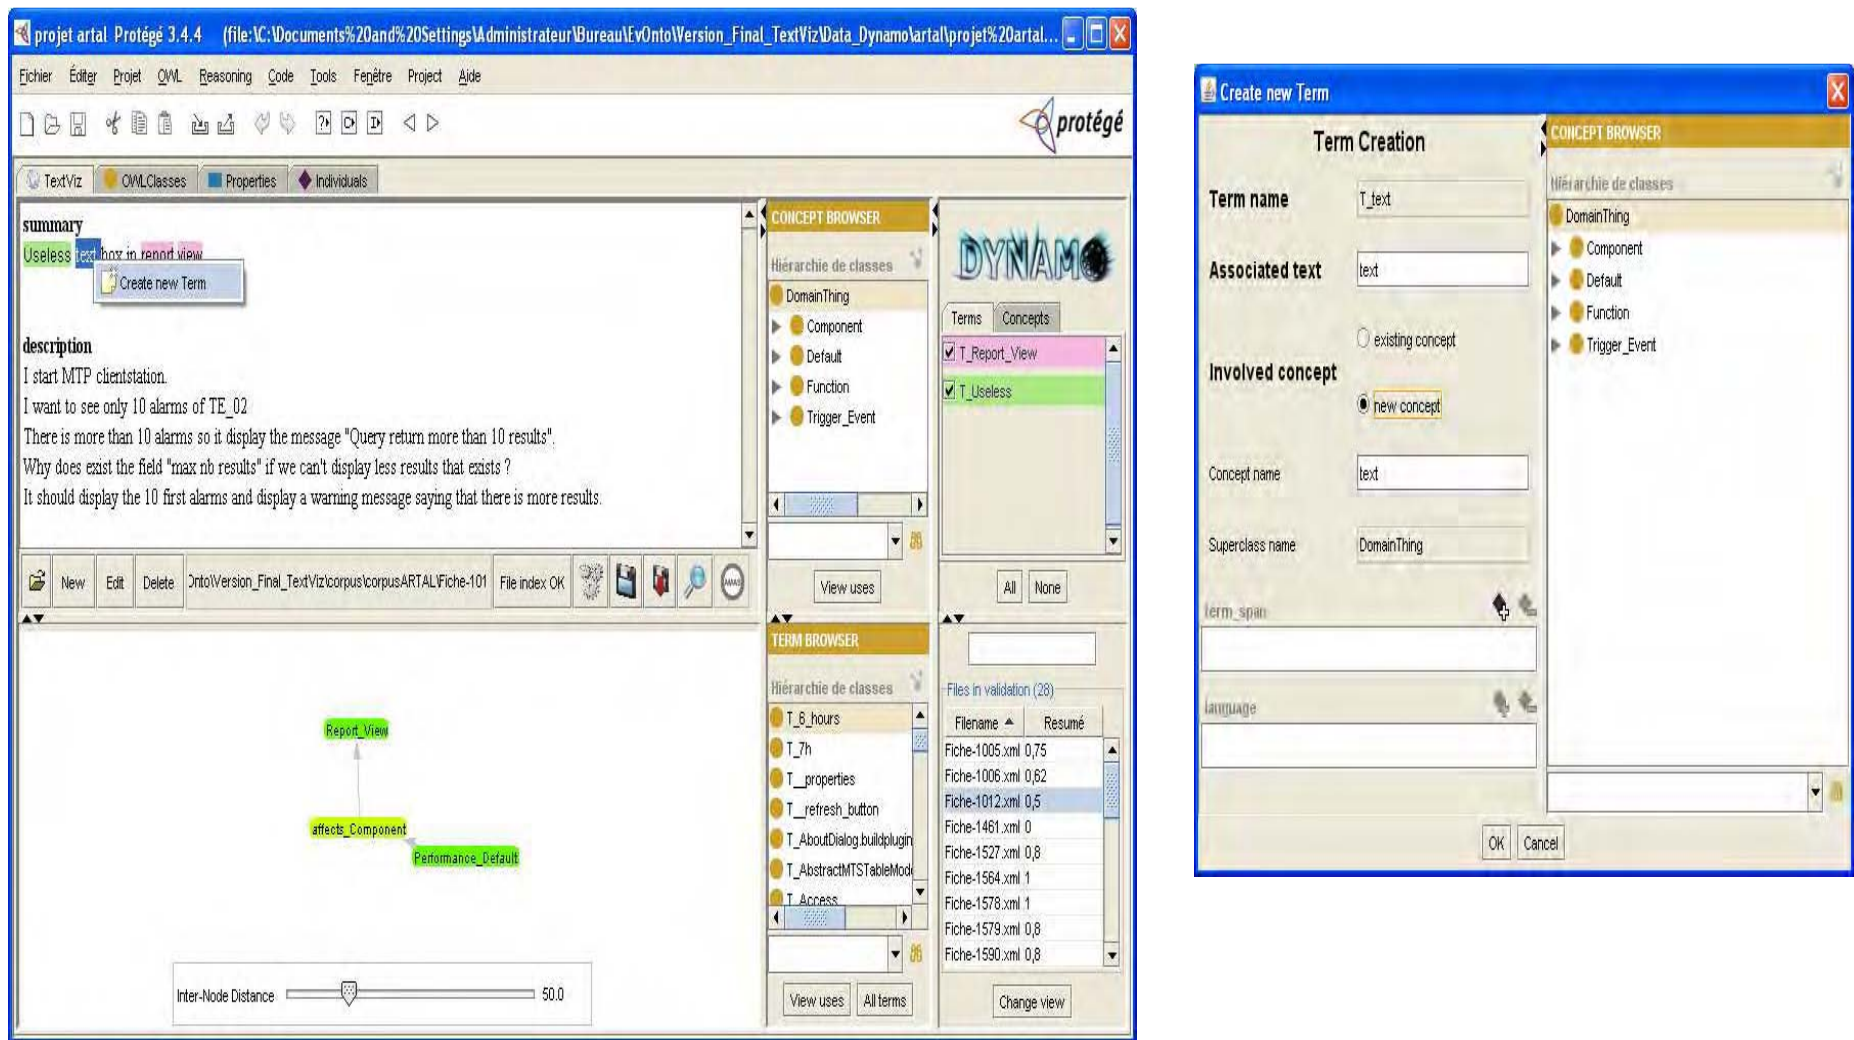 projet artal Protégé 3.4.4 (file:\C:\Documents%20and%20Settings\Administrateur\Bureau\EvOnto\Version_Final_TextViz\Data_Dynamo\artal\projet%20artal...
Fichier Éditer Projet OWL Reasoning Code Tools Fenêtre Project Aide
protégé
TextViz OWLClasses Properties Individuals
summary
Useless text box in report view
Create new Term
description
I start MTP clientstation.
I want to see only 10 alarms of TE_02
There is more than 10 alarms so it display the message "Query return more than 10 results".
Why does exist the field "max nb results" if we can't display less results that exists ?
It should display the 10 first alarms and display a warning message saying that there is more results.
New Edit Delete OntoWersion_Final_TextViz\corpus\corpusARTAL\Fiche-101 File index OK
AMAS
CONCEPT BROWSER
Hiérarchie de classes
DomainThing
Component
Default
Function
Trigger_Event
View uses
DYNAMO
Terms Concepts
T_Report_View
T_Useless
All None
Report_View
affects_Component
Performance_Default
Inter-Node Distance 50.0
TERM BROWSER
Hiérarchie de classes
T_6_hours
T_7h
T__properties
T__refresh_button
T_AboutDialog.buildplugin
T_AbstractMTSTableMode
T_Access
View uses All terms
Files in validation (28)
Filename Resumé
Fiche-1005.xml 0,75
Fiche-1006.xml 0,62
Fiche-1012.xml 0,5
Fiche-1461.xml 0
Fiche-1527.xml 0,8
Fiche-1564.xml 1
Fiche-1578.xml 1
Fiche-1579.xml 0,8
Fiche-1590.xml 0,8
Change view
Create new Term
Term Creation
Term name T_text
Associated text text
existing concept
Involved concept
new concept
Concept name text
Superclass name DomainThing
term_span
language
CONCEPT BROWSER
Hiérarchie de classes
DomainThing
Component
Default
Function
Trigger_Event
OK Cancel